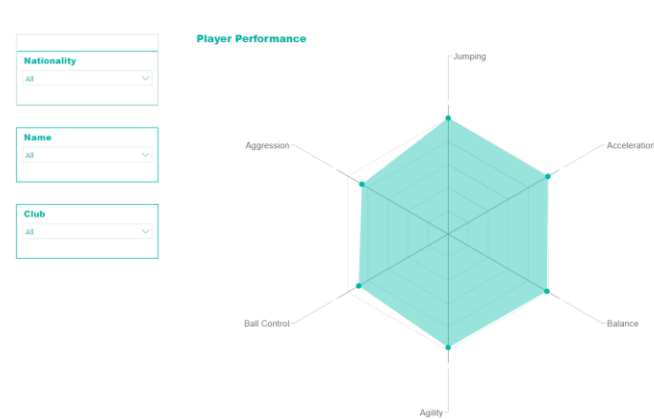 Player Performance
Nationality
All
Name
All
Club
All
Jumping
Aggression
Acceleration
Ball Control
Balance
Agility